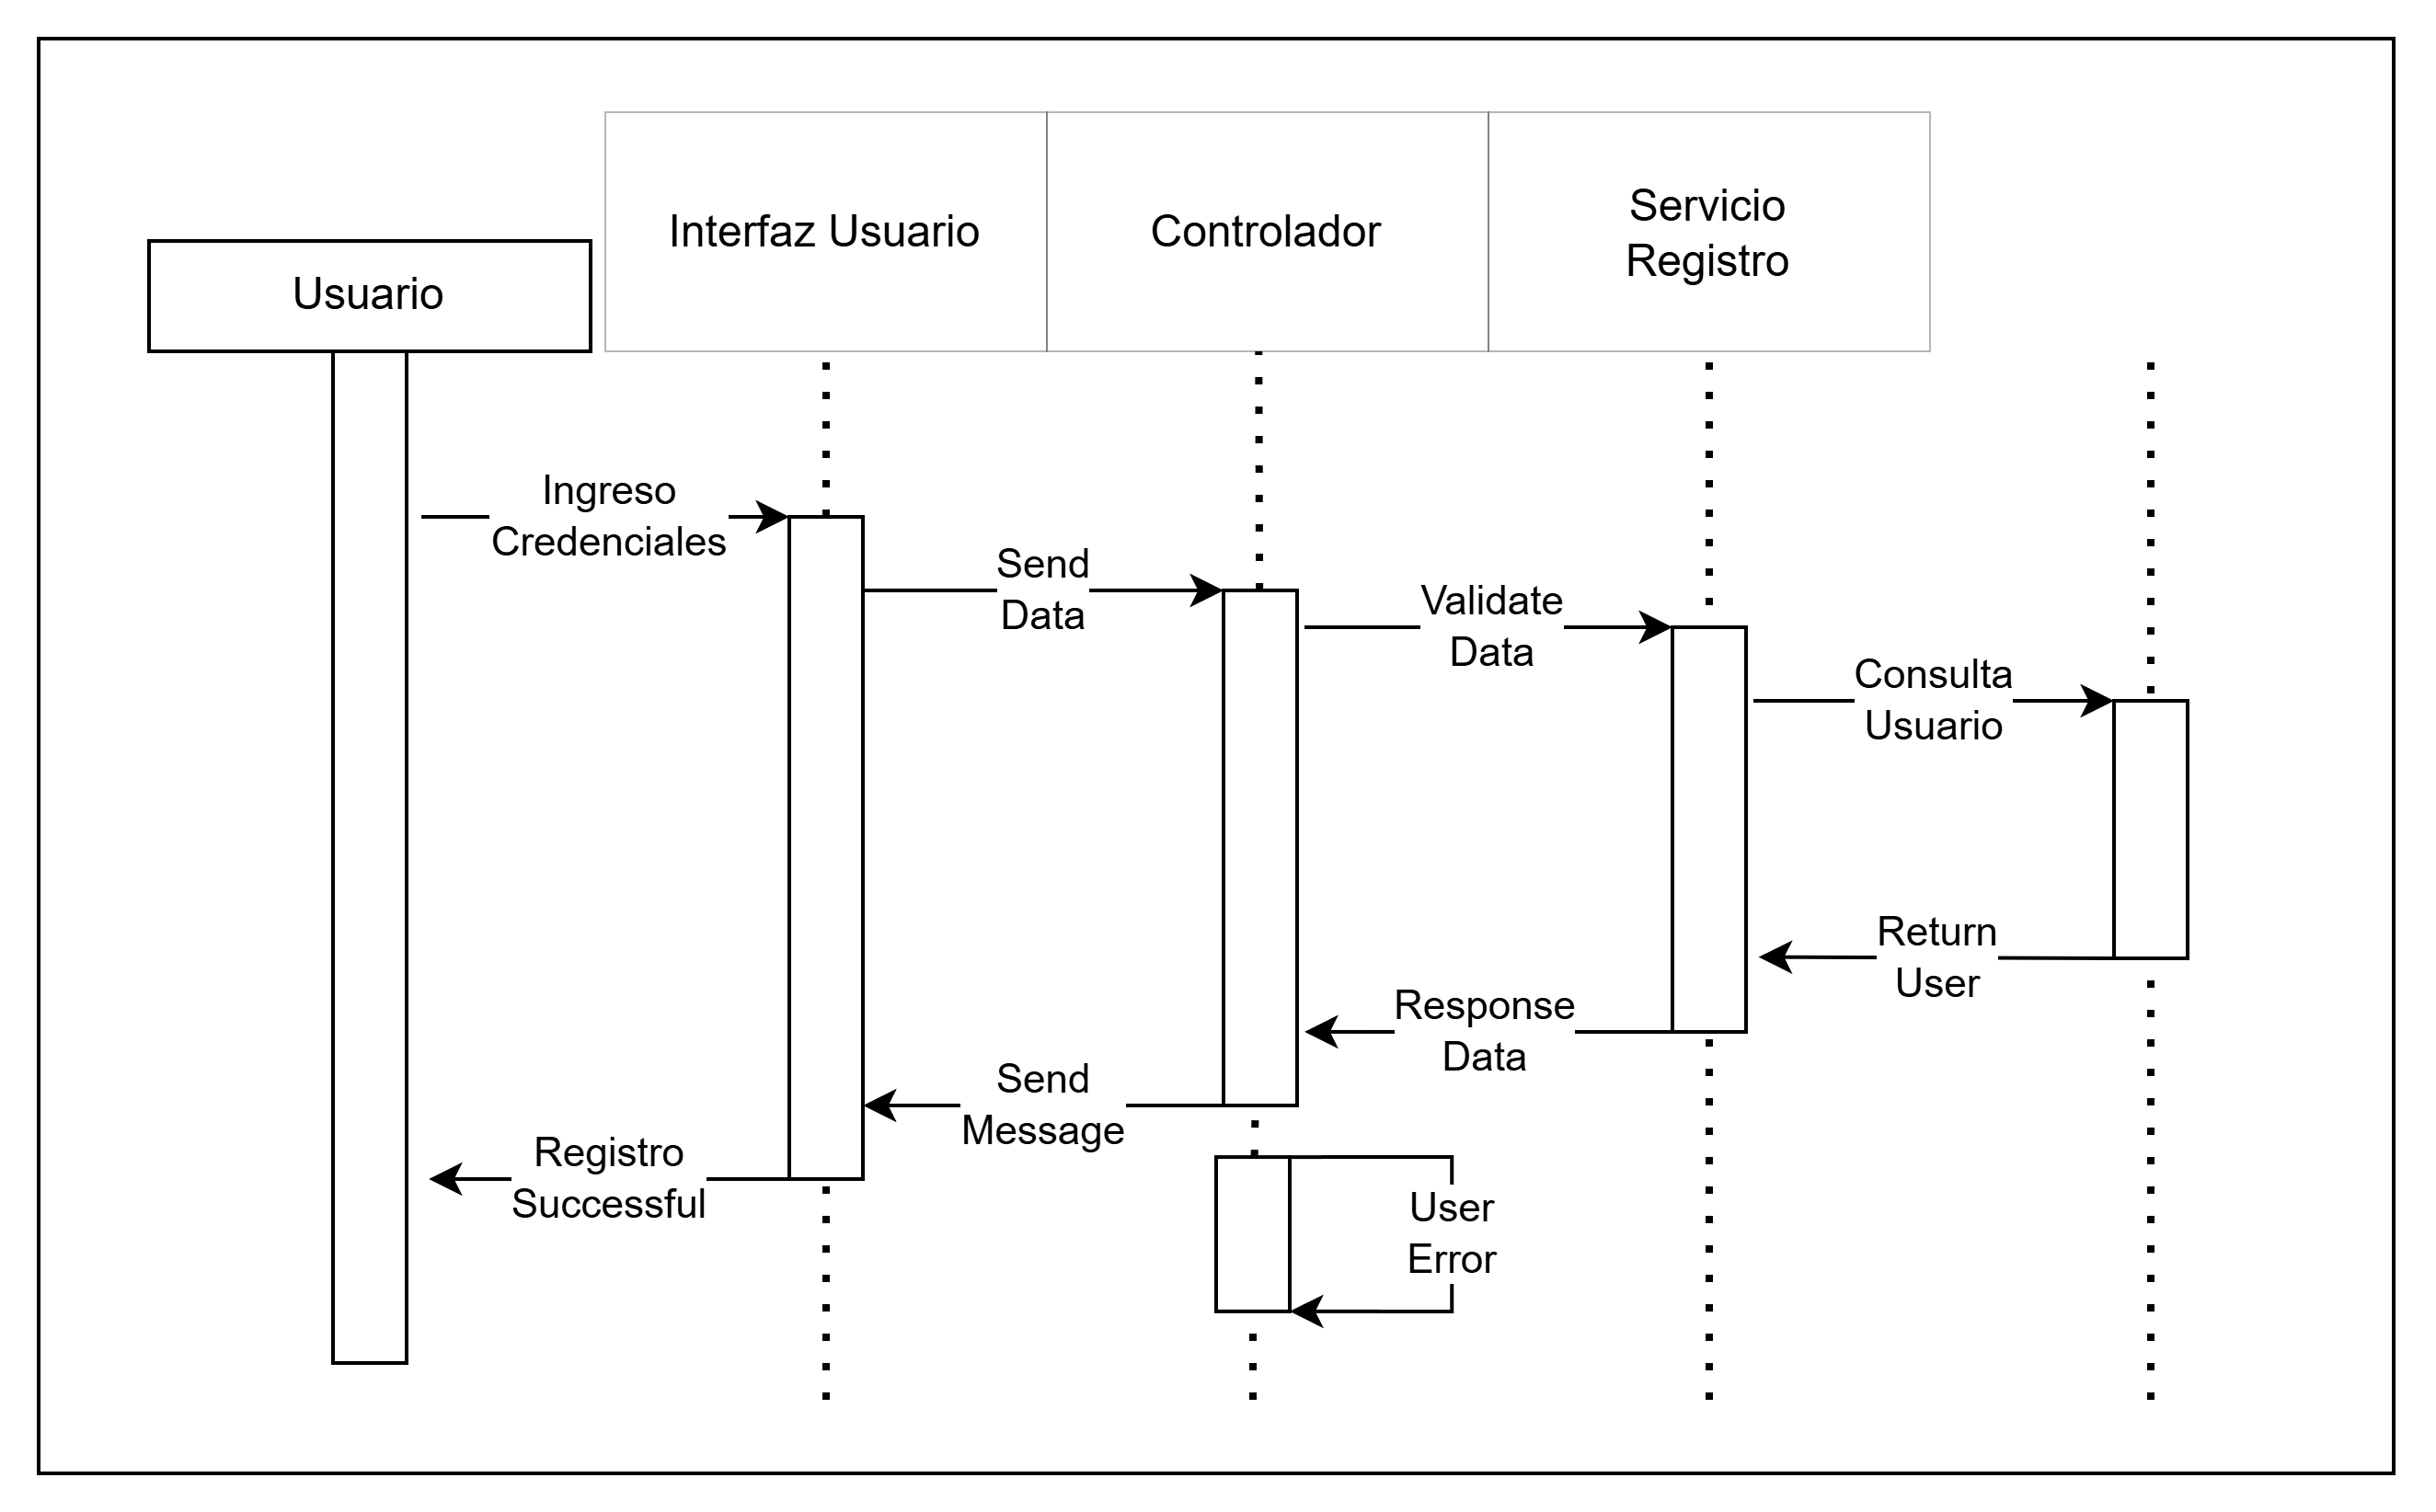 Usuario
Interfaz Usuario
Controlador
Servicio
Registro
Ingreso
Credenciales
Send
Data
Validate
Data
Consulta
Usuario
Return
User
Response
Data
Send
Message
Registro
Successful
User
Error